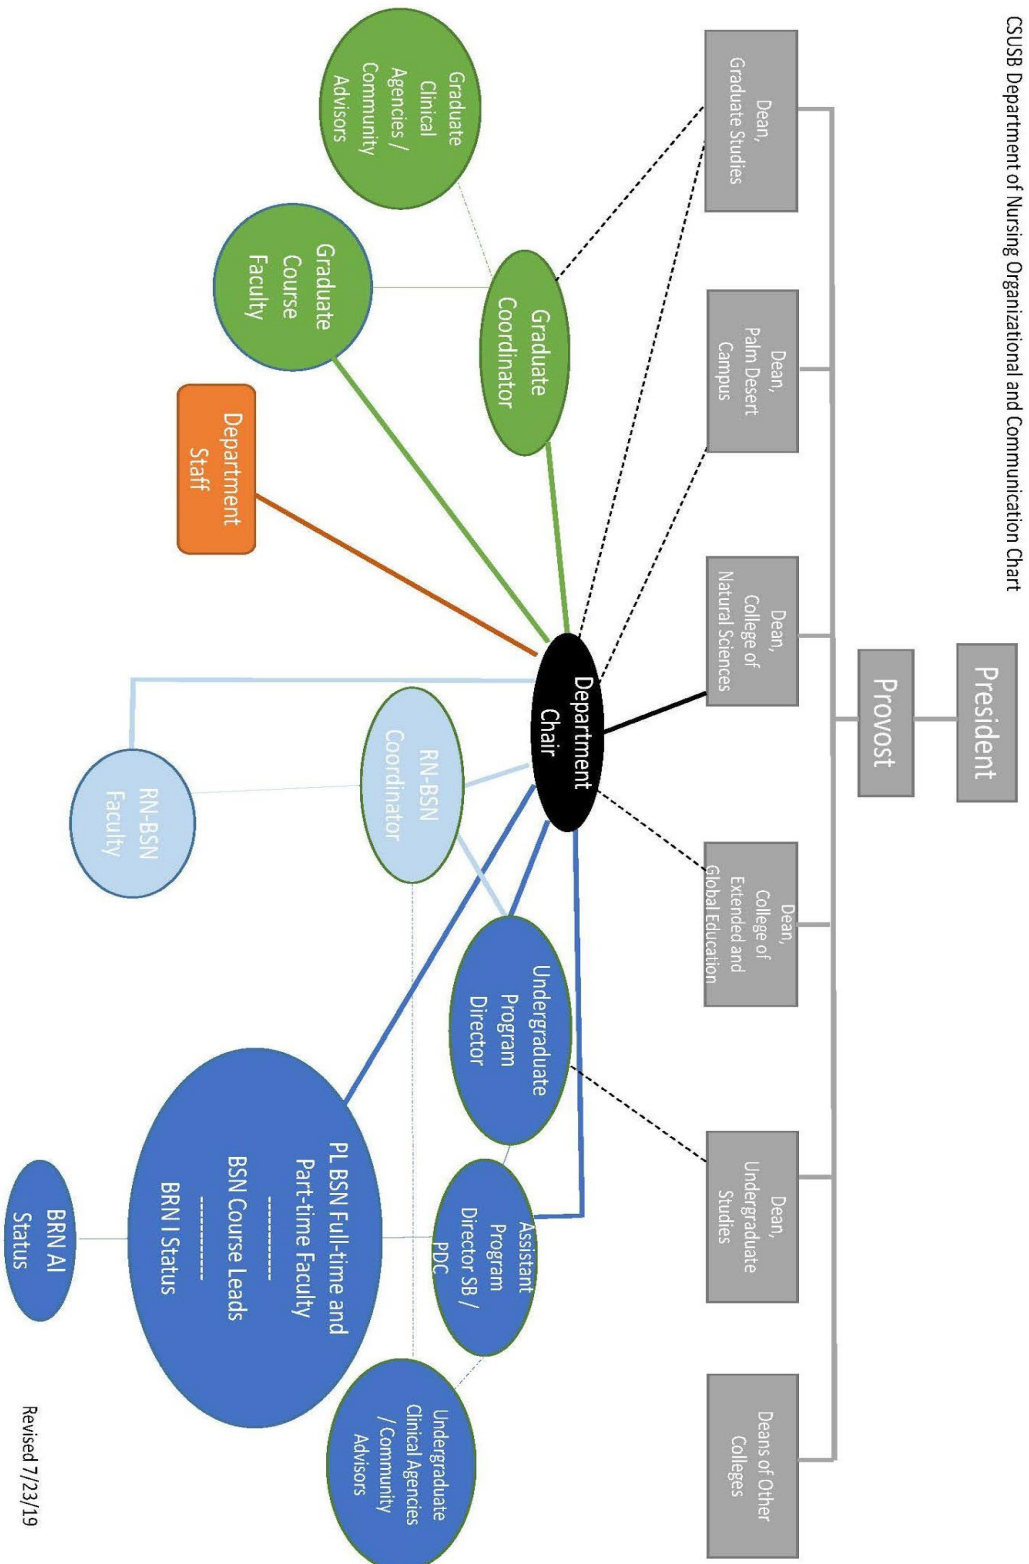 CSUSB Department of Nursing Organizational and Communication Chart
President
Provost
Dean,
Graduate Studies
Dean,
Palm Desert
Campus
Dean,
College of
Natural Sciences
Dean,
College of
Extended and
Global Education
Dean,
Undergraduate
Studies
Deans of Other
Colleges
Department
Chair
Graduate
Coordinator
Graduate
Clinical
Agencies /
Community
Advisors
Graduate
Course
Faculty
Department
Staff
RN-BSN
Coordinator
RN-BSN
Faculty
Undergraduate
Program
Director
Assistant
Program
Director SB /
PDC
Undergraduate
Clinical Agencies
/ Community
Advisors
PL BSN Full-time and
Part-time Faculty
------------
BSN Course Leads
------------
BRN I Status
BRN AI
Status
Revised 7/23/19